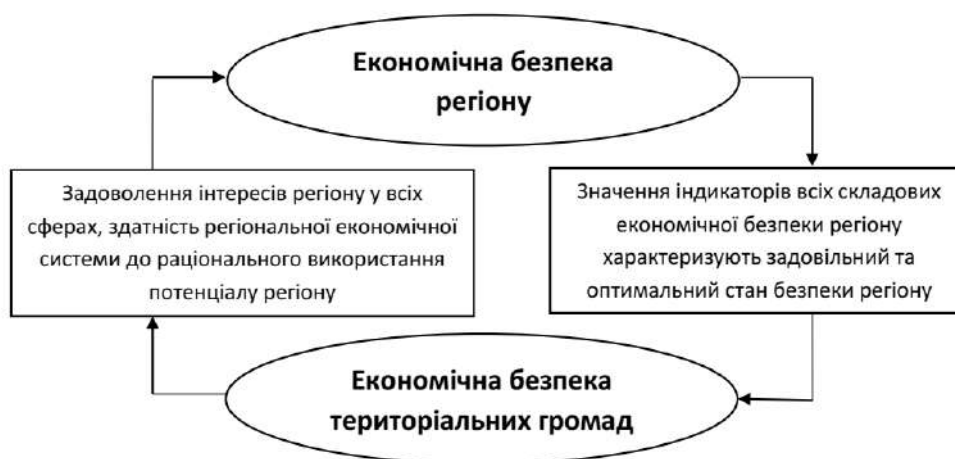 Економічна безпека
регіону
Задоволення інтересів регіону у всіх
сферах, здатність регіональної економічної
системи до раціонального використання
потенціалу регіону
Значення індикаторів всіх складових
економічної безпеки регіону
характеризують задовільний та
оптимальний стан безпеки регіону
Економічна безпека
територіальних громад